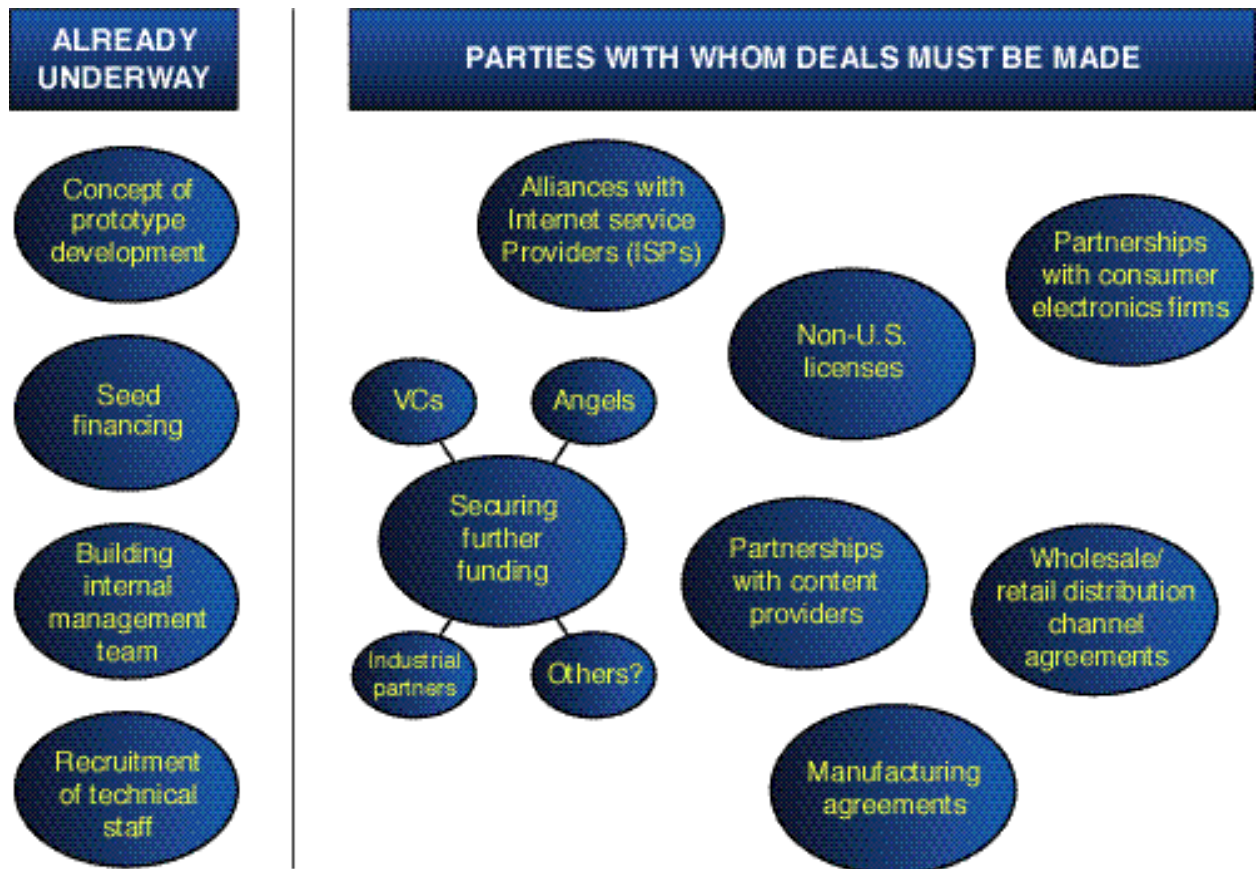 ALREADY
UNDERWAY
PARTIES WITH WHOM DEALS MUST BE MADE
Concept of
prototype
development
Seed
financing
Building
internal
management
team
Recruitment
of technical
staff
Alliances with
Internet service
Providers (ISPs)
Partnerships
with consumer
electronics firms
Non-U.S.
licenses
VCs
Angels
Securing
further
funding
Industrial
partners
Others?
Partnerships
with content
providers
Wholesale/
retail distribution
channel
agreements
Manufacturing
agreements